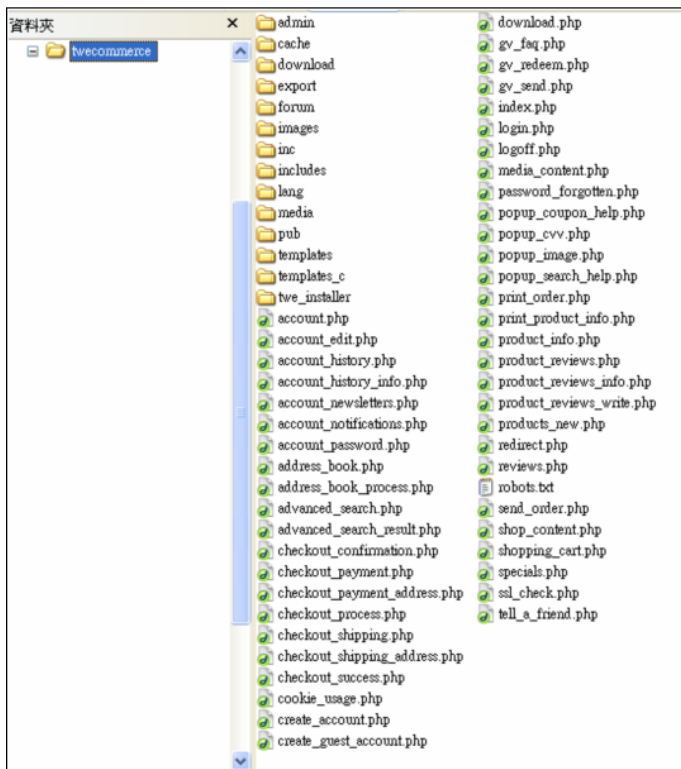 資料夾
twecommerce
admin
cache
download
export
forum
images
inc
includes
lang
media
pub
templates
templates_c
twe_installer
account.php
account_edit.php
account_history.php
account_history_info.php
account_newsletters.php
account_notifications.php
account_password.php
address_book.php
address_book_process.php
advanced_search.php
advanced_search_result.php
checkout_confirmation.php
checkout_payment.php
checkout_payment_address.php
checkout_process.php
checkout_shipping.php
checkout_shipping_address.php
checkout_success.php
cookie_usage.php
create_account.php
create_guest_account.php
download.php
gv_faq.php
gv_redeem.php
gv_send.php
index.php
login.php
logoff.php
media_content.php
password_forgotten.php
popup_coupon_help.php
popup_cvv.php
popup_image.php
popup_search_help.php
print_order.php
print_product_info.php
product_info.php
product_reviews.php
product_reviews_info.php
product_reviews_write.php
products_new.php
redirect.php
reviews.php
robots.txt
send_order.php
shop_content.php
shopping_cart.php
specials.php
ssl_check.php
tell_a_friend.php